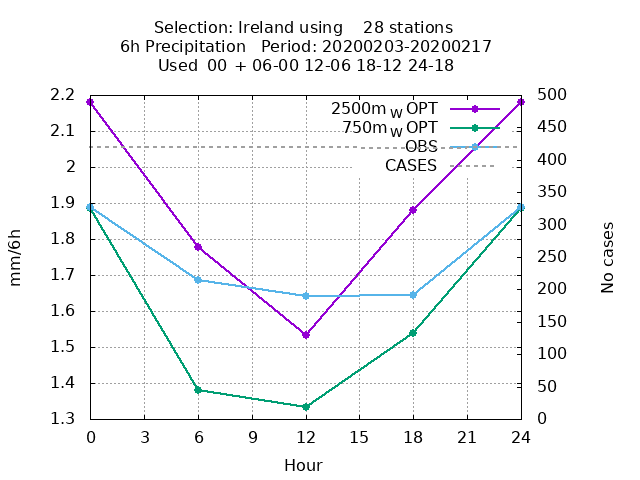 Selection: Ireland using 28 stations
6h Precipitation Period: 20200203-20200217
Used 00 + 06-00 12-06 18-12 24-18
2500m W OPT
750m W OPT
OBS
CASES
2.2
2.1
2
1.9
1.8
1.7
1.6
1.5
1.4
1.3
mm/6h
500
450
400
350
300
250
200
150
100
50
0
No cases
0 3 6 9 12 15 18 21 24
Hour